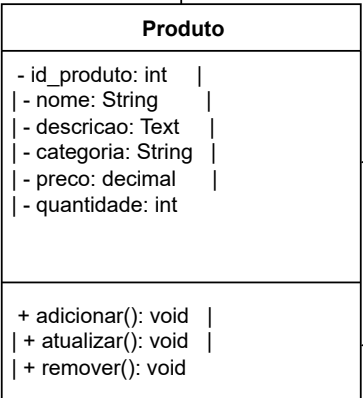 Produto
- id_produto: int |
| - nome: String |
| - descricao: Text |
| - categoria: String |
| - preco: decimal |
| - quantidade: int
+ adicionar(): void |
| + atualizar(): void |
| + remover(): void